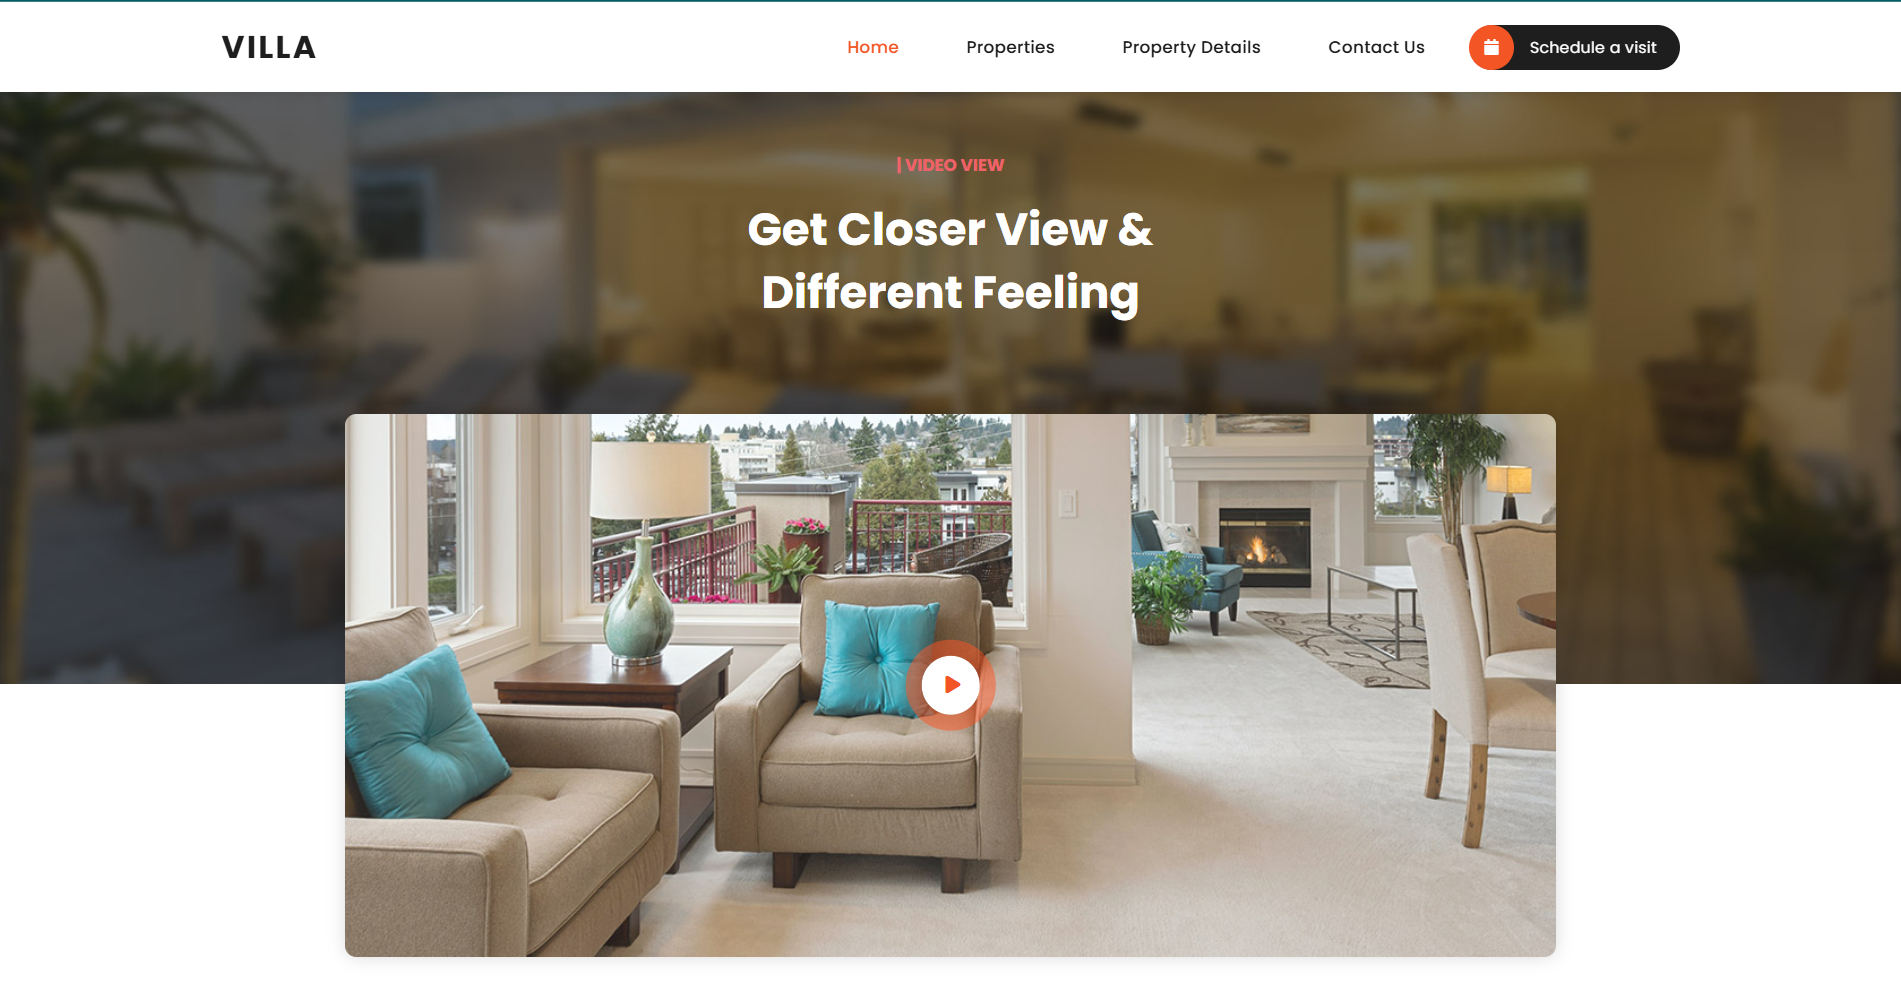 VILLA
Home
Properties
Property Details
Contact Us
Schedule a visit
| VIDEO VIEW
Get Closer View &
Different Feeling